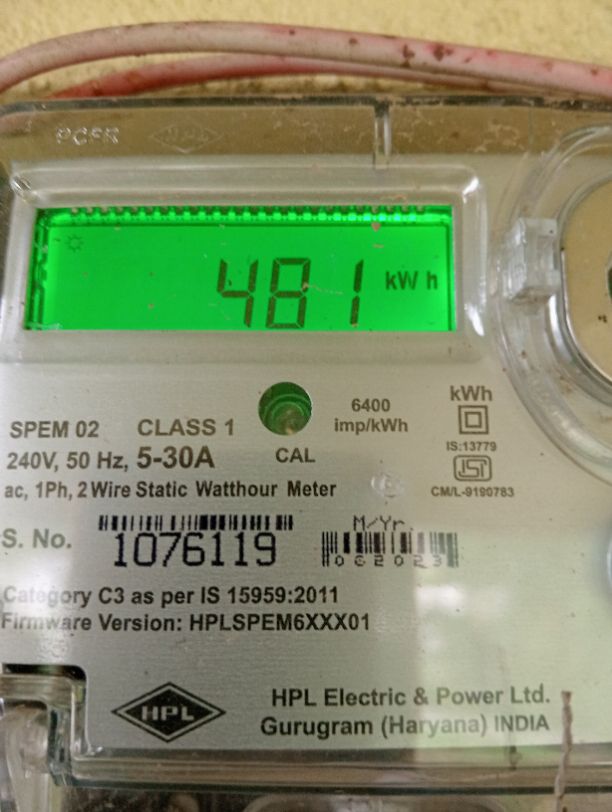 481 kW h
6400
imp/kWh
kWh
SPEM 02 CLASS 1
CAL
IS:13779
240V, 50 Hz, 5-30A
ac, 1Ph, 2 Wire Static Watthour Meter
CM/L-9190783
M/Yr.
S. No. 1076119
062023
Category C3 as per IS 15959:2011
Firmware Version: HPLSPEM6XXX01
HPL
HPL Electric & Power Ltd.
Gurugram (Haryana) INDIA